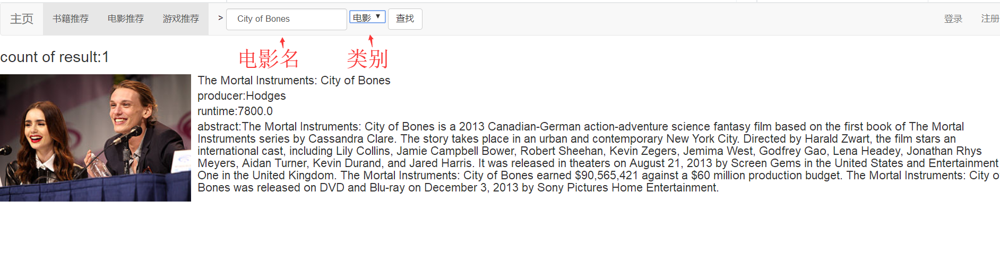 主页 书籍推荐 电影推荐 游戏推荐 > City of Bones 电影 ▼ 查找 登录 注册
电影名 类别
count of result:1
The Mortal Instruments: City of Bones
producer:Hodges
runtime:7800.0
abstract:The Mortal Instruments: City of Bones is a 2013 Canadian-German action-adventure science fantasy film based on the first book of The Mortal
Instruments series by Cassandra Clare. The story takes place in an urban and contemporary New York City. Directed by Harald Zwart, the film stars an
international cast, including Lily Collins, Jamie Campbell Bower, Robert Sheehan, Kevin Zegers, Jemima West, Godfrey Gao, Lena Headey, Jonathan Rhys
Meyers, Aidan Turner, Kevin Durand, and Jared Harris. It was released in theaters on August 21, 2013 by Screen Gems in the United States and Entertainment
One in the United Kingdom. The Mortal Instruments: City of Bones earned $90,565,421 against a $60 million production budget. The Mortal Instruments: City o
Bones was released on DVD and Blu-ray on December 3, 2013 by Sony Pictures Home Entertainment.